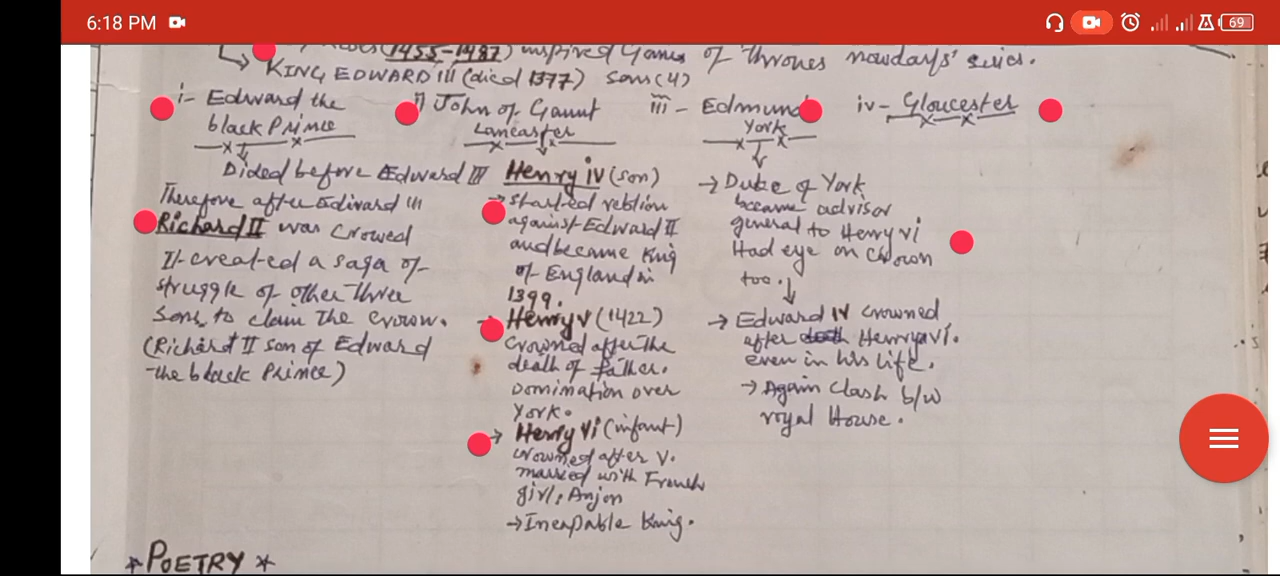 6:18 PM
69
(1455-1487) inspired Games of Thrones nowdays' series.
KING EDWARD III (died 1377) sons (4)
i- Edward the
black Prince
Dided before Edward III
Therefore after Edward III
Richard II was crowed
It created a saga of
struggle of other three
sons, to claim the crown.
(Richard II son of Edward
the black Prince)
ii) John of Gaunt
Lancaster
Henry iv (son)
→ started reblion
against Edward II
and became King
of England in
1399.
→ Henry V (1422)
crowned after the
death of father.
Domination over
York.
→ Henry Vi (infant)
crowned after V.
married with French
girl, Anjon
→ Incapable King.
iii - Edmund
York
→ Duke of York
became advisor
general to Henry vi
Had eye on crown
too.
→ Edward IV crowned
after death Henry vi.
even in his life.
→ Again clash b/w
royal House.
iv- Gloucester
*POETRY*